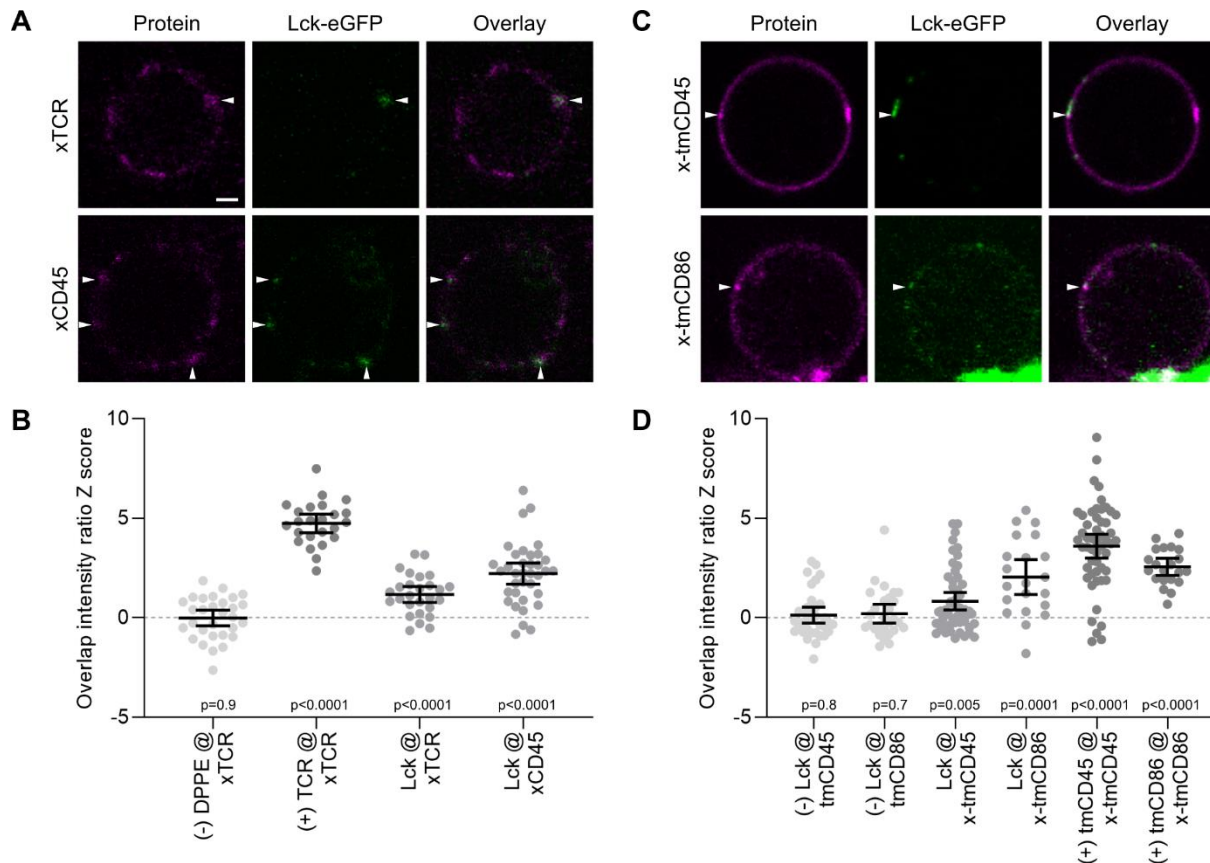 A
Protein
Lck-eGFP
Overlay
xTCR
xCD45
B
Overlap intensity ratio Z score
10
5
0
-5
p=0.9
p<0.0001
p<0.0001
p<0.0001
(-) DPPE @
xTCR
(+) TCR @
xTCR
Lck @
xTCR
Lck @
xCD45
C
Protein
Lck-eGFP
Overlay
x-tmCD45
x-tmCD86
D
Overlap intensity ratio Z score
10
5
0
-5
p=0.8
p=0.7
p=0.005
p=0.0001
p<0.0001
p<0.0001
(-) Lck @
tmCD45
(-) Lck @
tmCD86
Lck @
x-tmCD45
Lck @
x-tmCD86
(+) tmCD45 @
x-tmCD45
(+) tmCD86 @
x-tmCD86